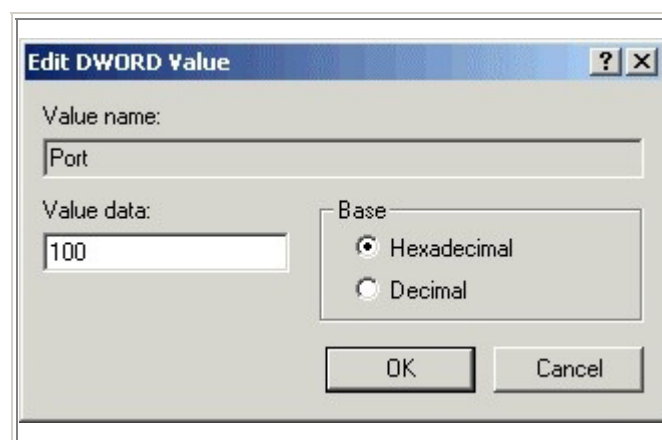 Edit DWORD Value
Value name:
Port
Value data:
100
Base
Hexadecimal
Decimal
OK
Cancel